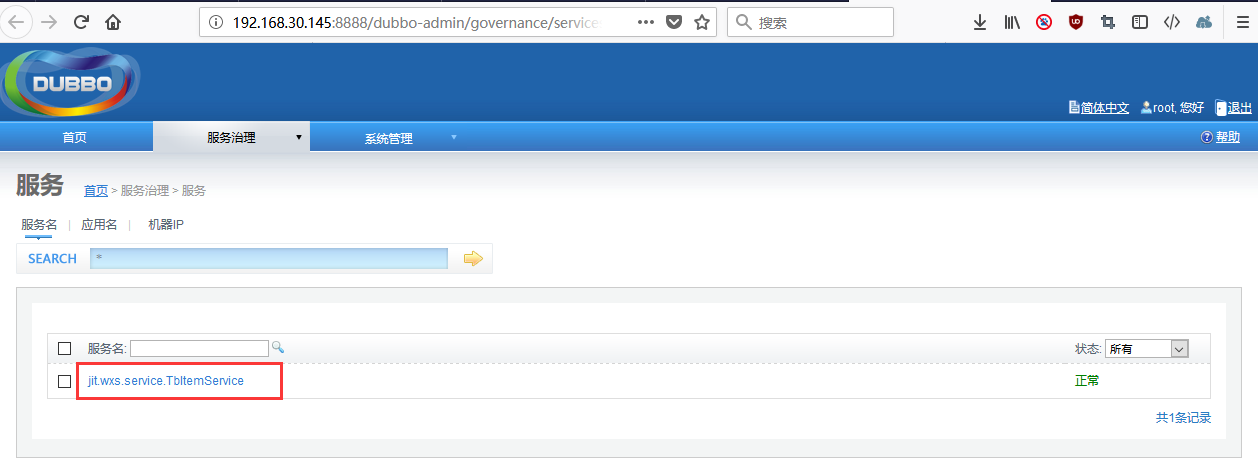 192.168.30.145:8888/dubbo-admin/governance/service
搜索
DUBBO
简体中文 root, 您好 退出
首页 服务治理 系统管理 帮助
服务 首页 > 服务治理 > 服务
服务名 | 应用名 | 机器IP
SEARCH *
服务名: 状态: 所有
jit.wxs.service.TbItemService 正常
共1条记录